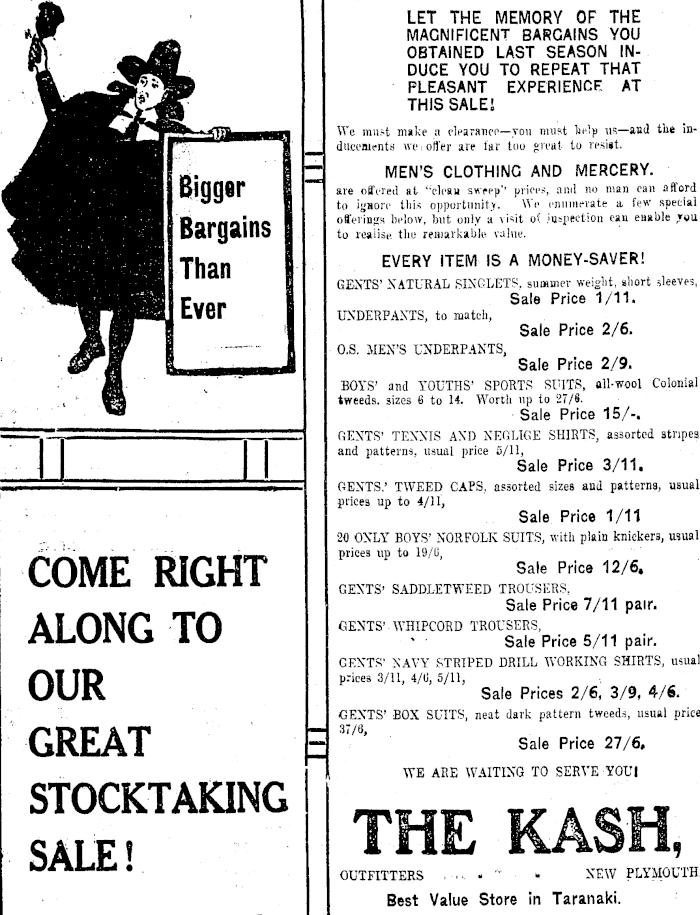 Bigger
Bargains
Than
Ever
COME RIGHT
ALONG TO
OUR
GREAT
STOCKTAKING
SALE!
LET THE MEMORY OF THE
MAGNIFICENT BARGAINS YOU
OBTAINED LAST SEASON IN-
DUCE YOU TO REPEAT THAT
PLEASANT EXPERIENCE AT
THIS SALE!
We must make a clearance—you must help us—and the in-
ducements we offer are far too great to resist.
MEN'S CLOTHING AND MERCERY.
are offered at "clean sweep" prices, and no man can afford
to ignore this opportunity. We enumerate a few special
offerings below, but only a visit of inspection can enable you
to realise the remarkable value.
EVERY ITEM IS A MONEY-SAVER!
GENTS' NATURAL SINGLETS, summer weight, short sleeves,
Sale Price 1/11.
UNDERPANTS, to match,
Sale Price 2/6.
O.S. MEN'S UNDERPANTS,
Sale Price 2/9.
BOYS' and YOUTHS' SPORTS SUITS, all-wool Colonial
tweeds. sizes 6 to 14. Worth up to 27/6.
Sale Price 15/-.
GENTS' TENNIS AND NEGLIGE SHIRTS, assorted stripes
and patterns, usual price 5/11,
Sale Price 3/11.
GENTS.' TWEED CAPS, assorted sizes and patterns, usual
prices up to 4/11,
Sale Price 1/11
20 ONLY BOYS' NORFOLK SUITS, with plain knickers, usual
prices up to 19/6,
Sale Price 12/6.
GENTS' SADDLETWEED TROUSERS,
Sale Price 7/11 pair.
GENTS' WHIPCORD TROUSERS,
Sale Price 5/11 pair.
GENTS' NAVY STRIPED DRILL WORKING SHIRTS, usual
prices 3/11, 4/6, 5/11,
Sale Prices 2/6, 3/9, 4/6.
GENTS' BOX SUITS, neat dark pattern tweeds, usual price
37/6,
Sale Price 27/6.
WE ARE WAITING TO SERVE YOU!
THE KASH,
OUTFITTERS NEW PLYMOUTH
Best Value Store in Taranaki.